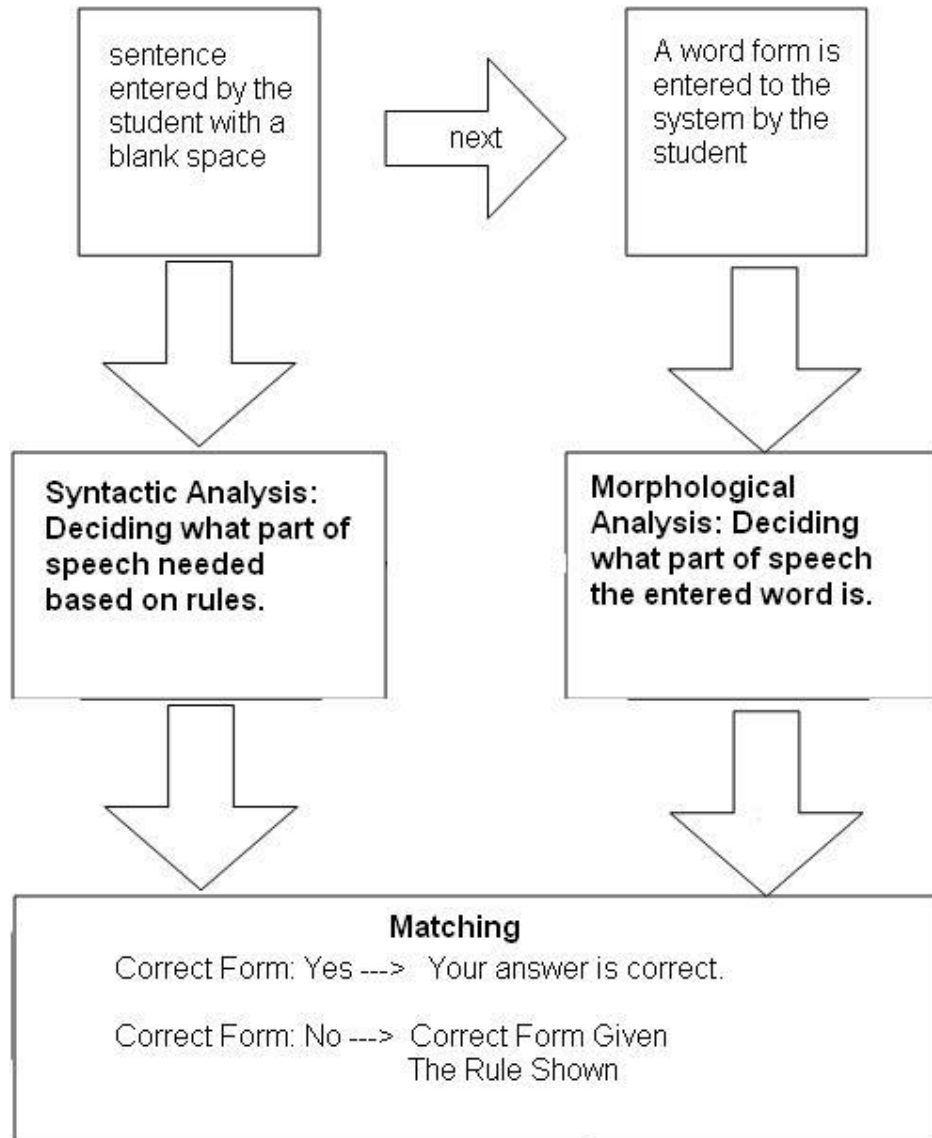 sentence
entered by the
student with a
blank space
next
A word form is
entered to the
system by the
student
Syntactic Analysis:
Deciding what part of
speech needed
based on rules.
Morphological
Analysis: Deciding
what part of speech
the entered word is.
Matching
Correct Form: Yes ---> Your answer is correct.
Correct Form: No ---> Correct Form Given
The Rule Shown